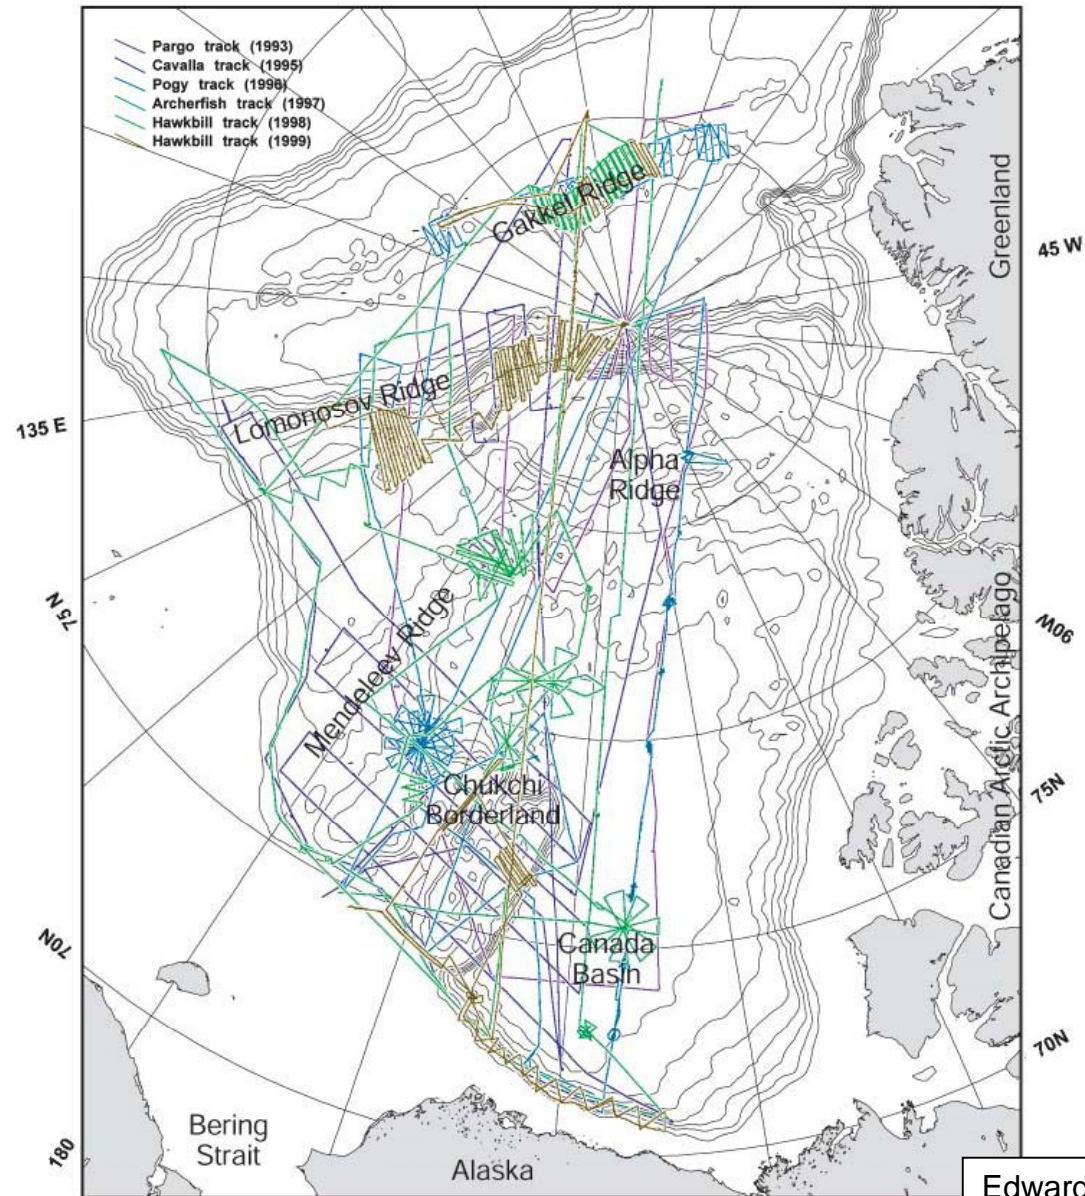 Pargo track (1993)
Cavalla track (1995)
Pogy track (1996)
Archerfish track (1997)
Hawkbill track (1998)
Hawkbill track (1999)
Gakkel Ridge
Greenland
45 W
Lomonosov Ridge
135 E
Alpha
Ridge
75 N
Mendeleev Ridge
90W
Canadian Arctic Archipelago
Chukchi
Borderland
75N
Canada
Basin
70N
70N
Bering
Strait
180
Alaska
Edward